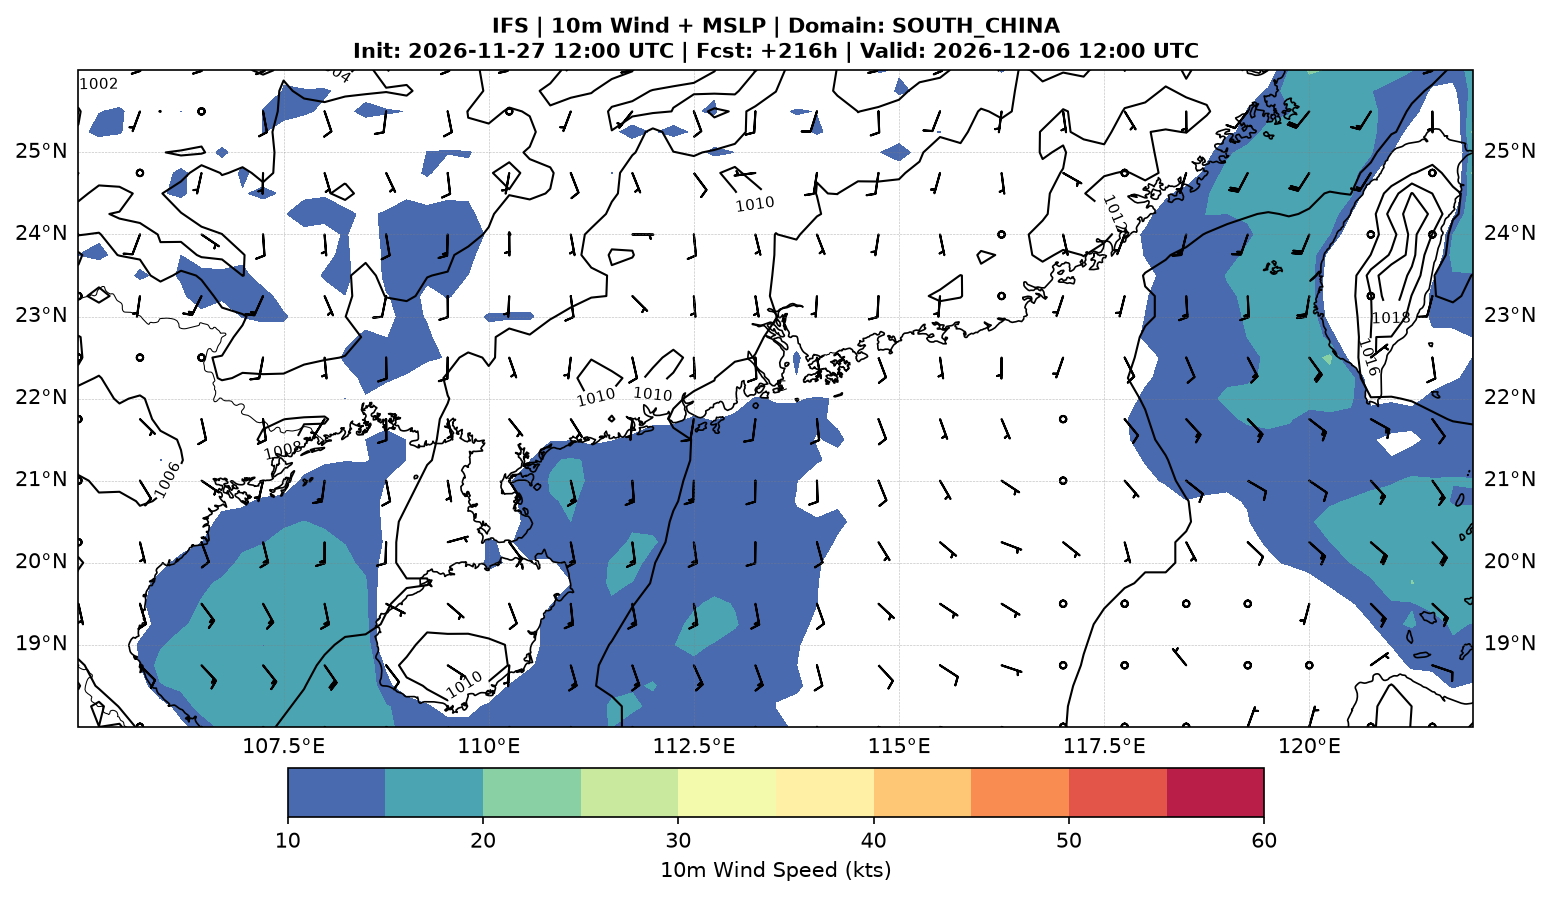 IFS | 10m Wind + MSLP | Domain: SOUTH_CHINA
Init: 2026-11-27 12:00 UTC | Fcst: +216h | Valid: 2026-12-06 12:00 UTC
1002
25°N
25°N
1010
1012
24°N
24°N
23°N
23°N
1018
1016
22°N
22°N
1010
1010
1008
1006
21°N
21°N
20°N
20°N
19°N
19°N
1010
107.5°E
110°E
112.5°E
115°E
117.5°E
120°E
10
20
30
40
50
60
10m Wind Speed (kts)